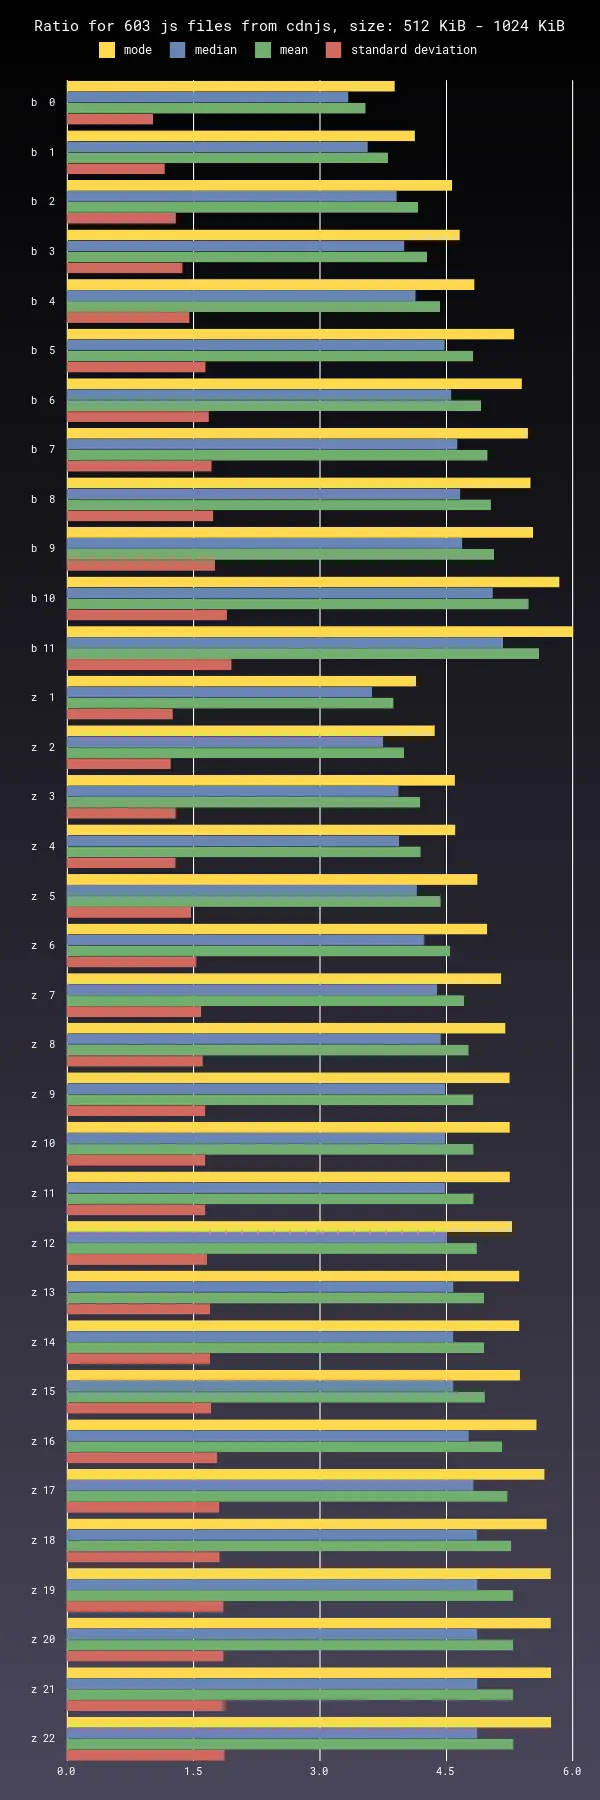 Ratio for 603 js files from cdnjs, size: 512 KiB - 1024 KiB
mode median mean standard deviation
b 0
b 1
b 2
b 3
b 4
b 5
b 6
b 7
b 8
b 9
b 10
b 11
z 1
z 2
z 3
z 4
z 5
z 6
z 7
z 8
z 9
z 10
z 11
z 12
z 13
z 14
z 15
z 16
z 17
z 18
z 19
z 20
z 21
z 22
0.0 1.5 3.0 4.5 6.0